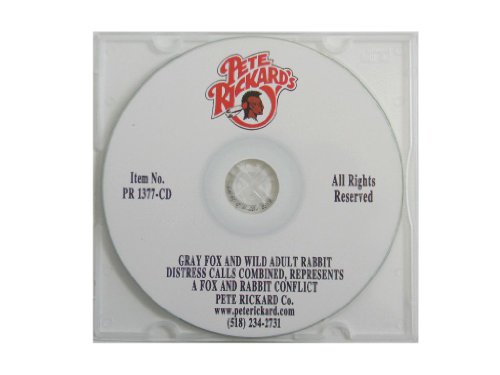 PETE
RICKARD'S
Item No.
PR 1377-CD
All Rights
Reserved
GRAY FOX AND WILD ADULT RABBIT
DISTRESS CALLS COMBINED, REPRESENTS
A FOX AND RABBIT CONFLICT
PETE RICKARD Co.
www.peterickard.com
(518) 234-2731